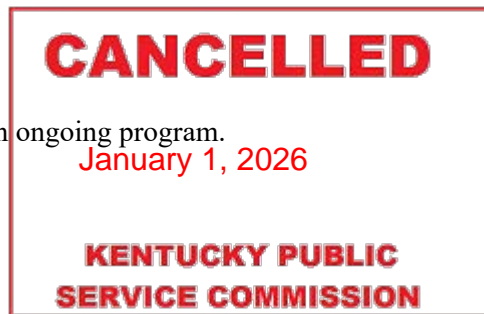 CANCELLED
ongoing program.
January 1, 2026
KENTUCKY PUBLIC
SERVICE COMMISSION